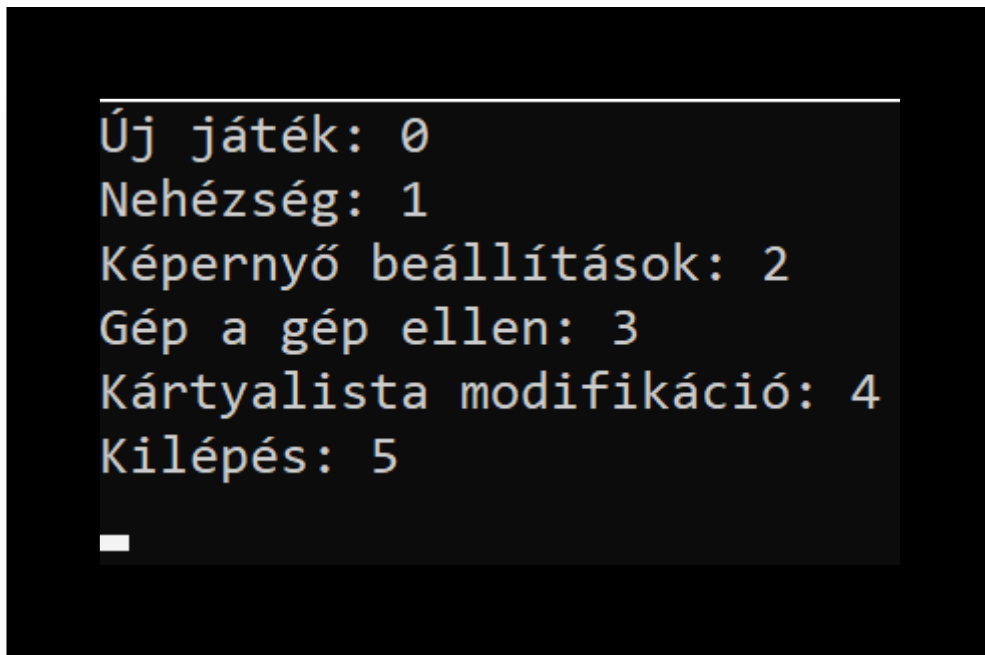 Új játék: 0
Nehézség: 1
Képernyő beállítások: 2
Gép a gép ellen: 3
Kártyalista modifikáció: 4
Kilépés: 5